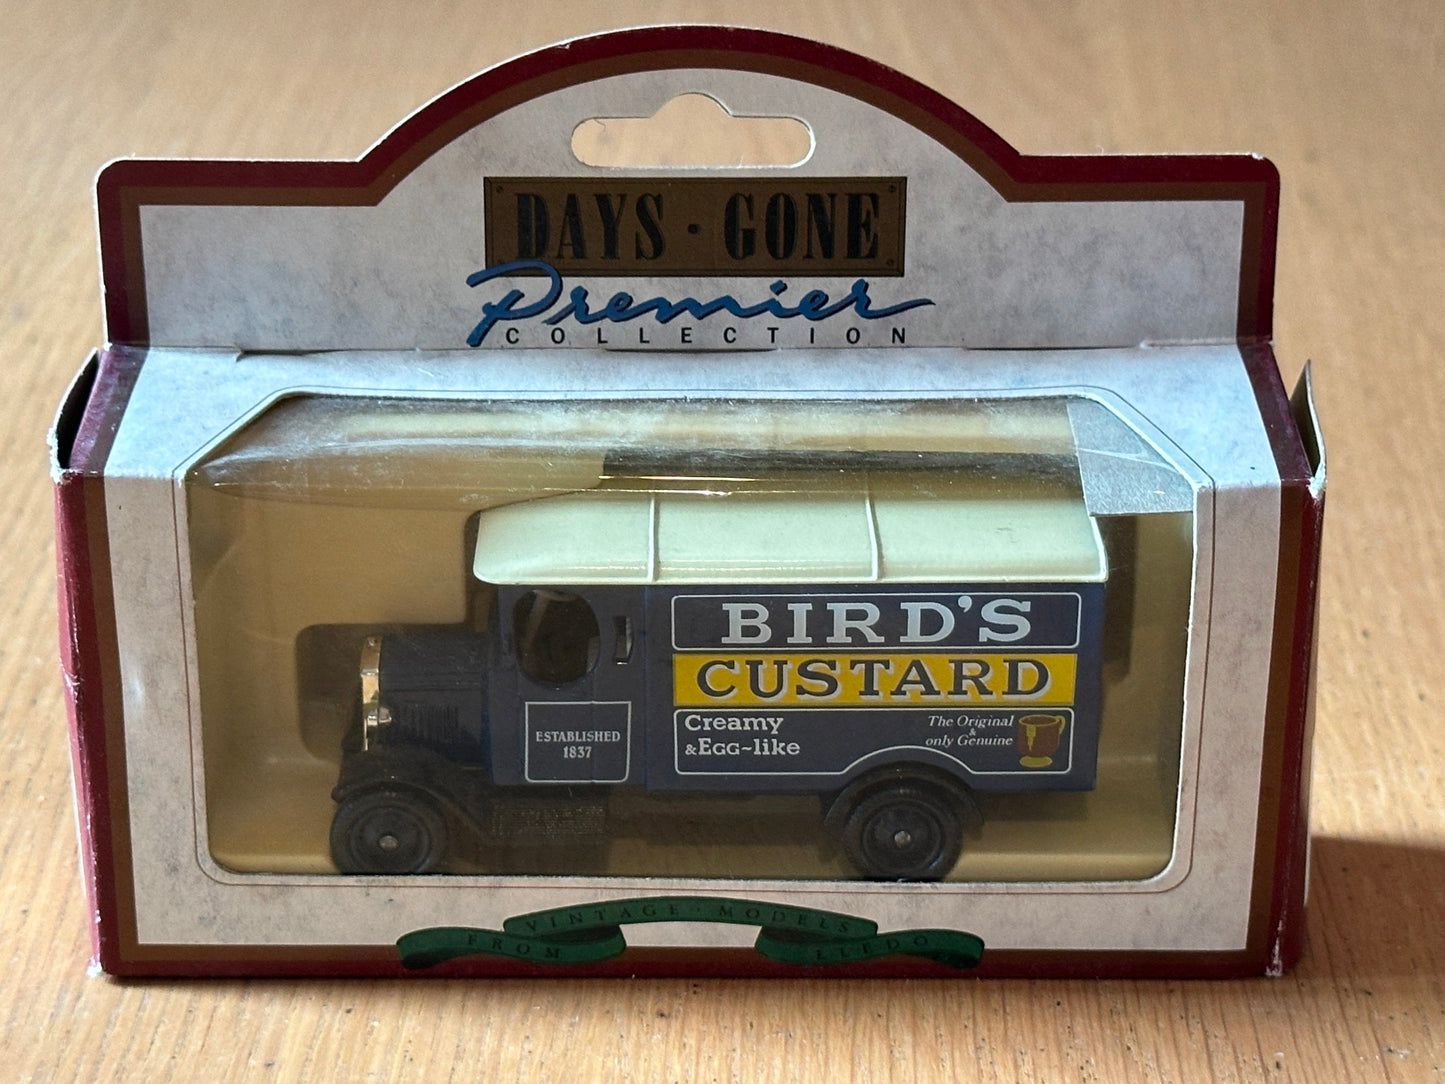 DAYS · GONE
Premier
COLLECTION
BIRD'S
CUSTARD
Creamy
&EGG~like
The Original
&
only Genuine
ESTABLISHED
1837
VINTAGE · MODELS
FROM LLEDO